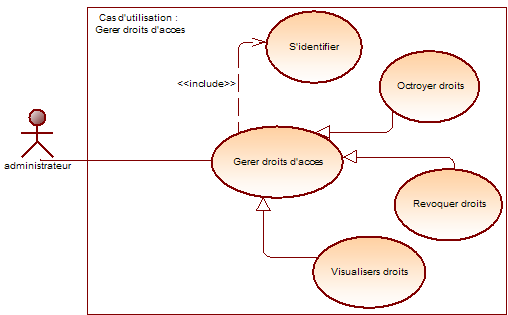 Cas d'utilisation :
Gerer droits d'acces
S'identifier
<<include>>
Octroyer droits
administrateur
Gerer droits d'acces
Revoquer droits
Visualisers droits